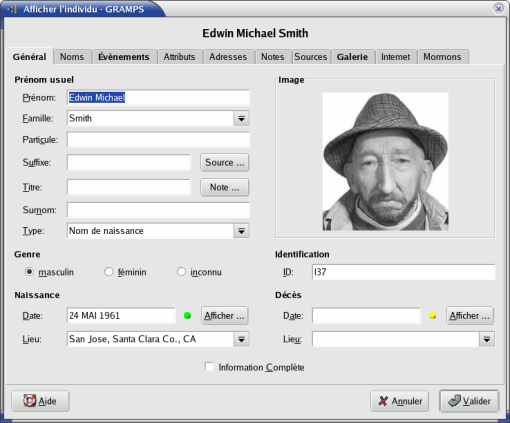 Afficher l'individu - GRAMPS
Edwin Michael Smith
Général Noms Évènements Attributs Adresses Notes Sources Galerie Internet Mormons
Prénom usuel
Prénom: Edwin Michael
Famille: Smith
Particule:
Suffixe: Source ...
Titre: Note ...
Surnom:
Type: Nom de naissance
Image
Genre
masculin féminin inconnu
Identification
ID: I37
Naissance
Date: 24 MAI 1961 Afficher ...
Lieu: San Jose, Santa Clara Co., CA
Décès
Date: Afficher ...
Lieu:
Information Complète
Aide Annuler Valider